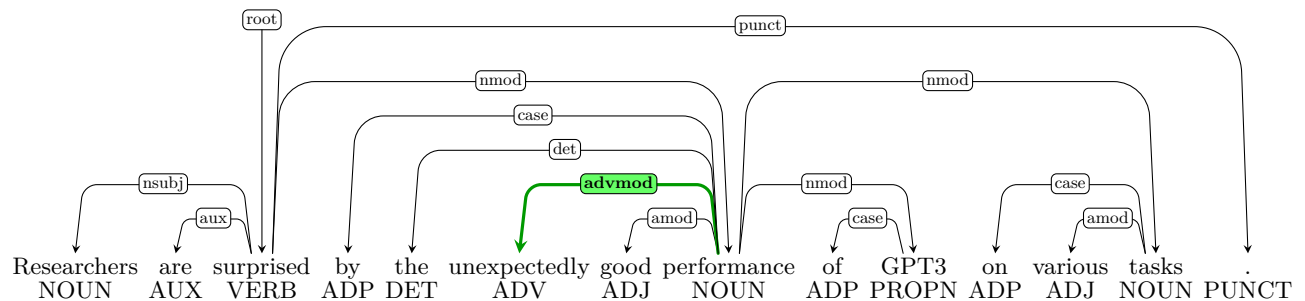 root
punct
nmod nmod
case
det
nsubj advmod nmod case
aux amod case amod
Researchers are surprised by the unexpectedly good performance of GPT3 on various tasks .
NOUN AUX VERB ADP DET ADV ADJ NOUN ADP PROPN ADP ADJ NOUN PUNCT